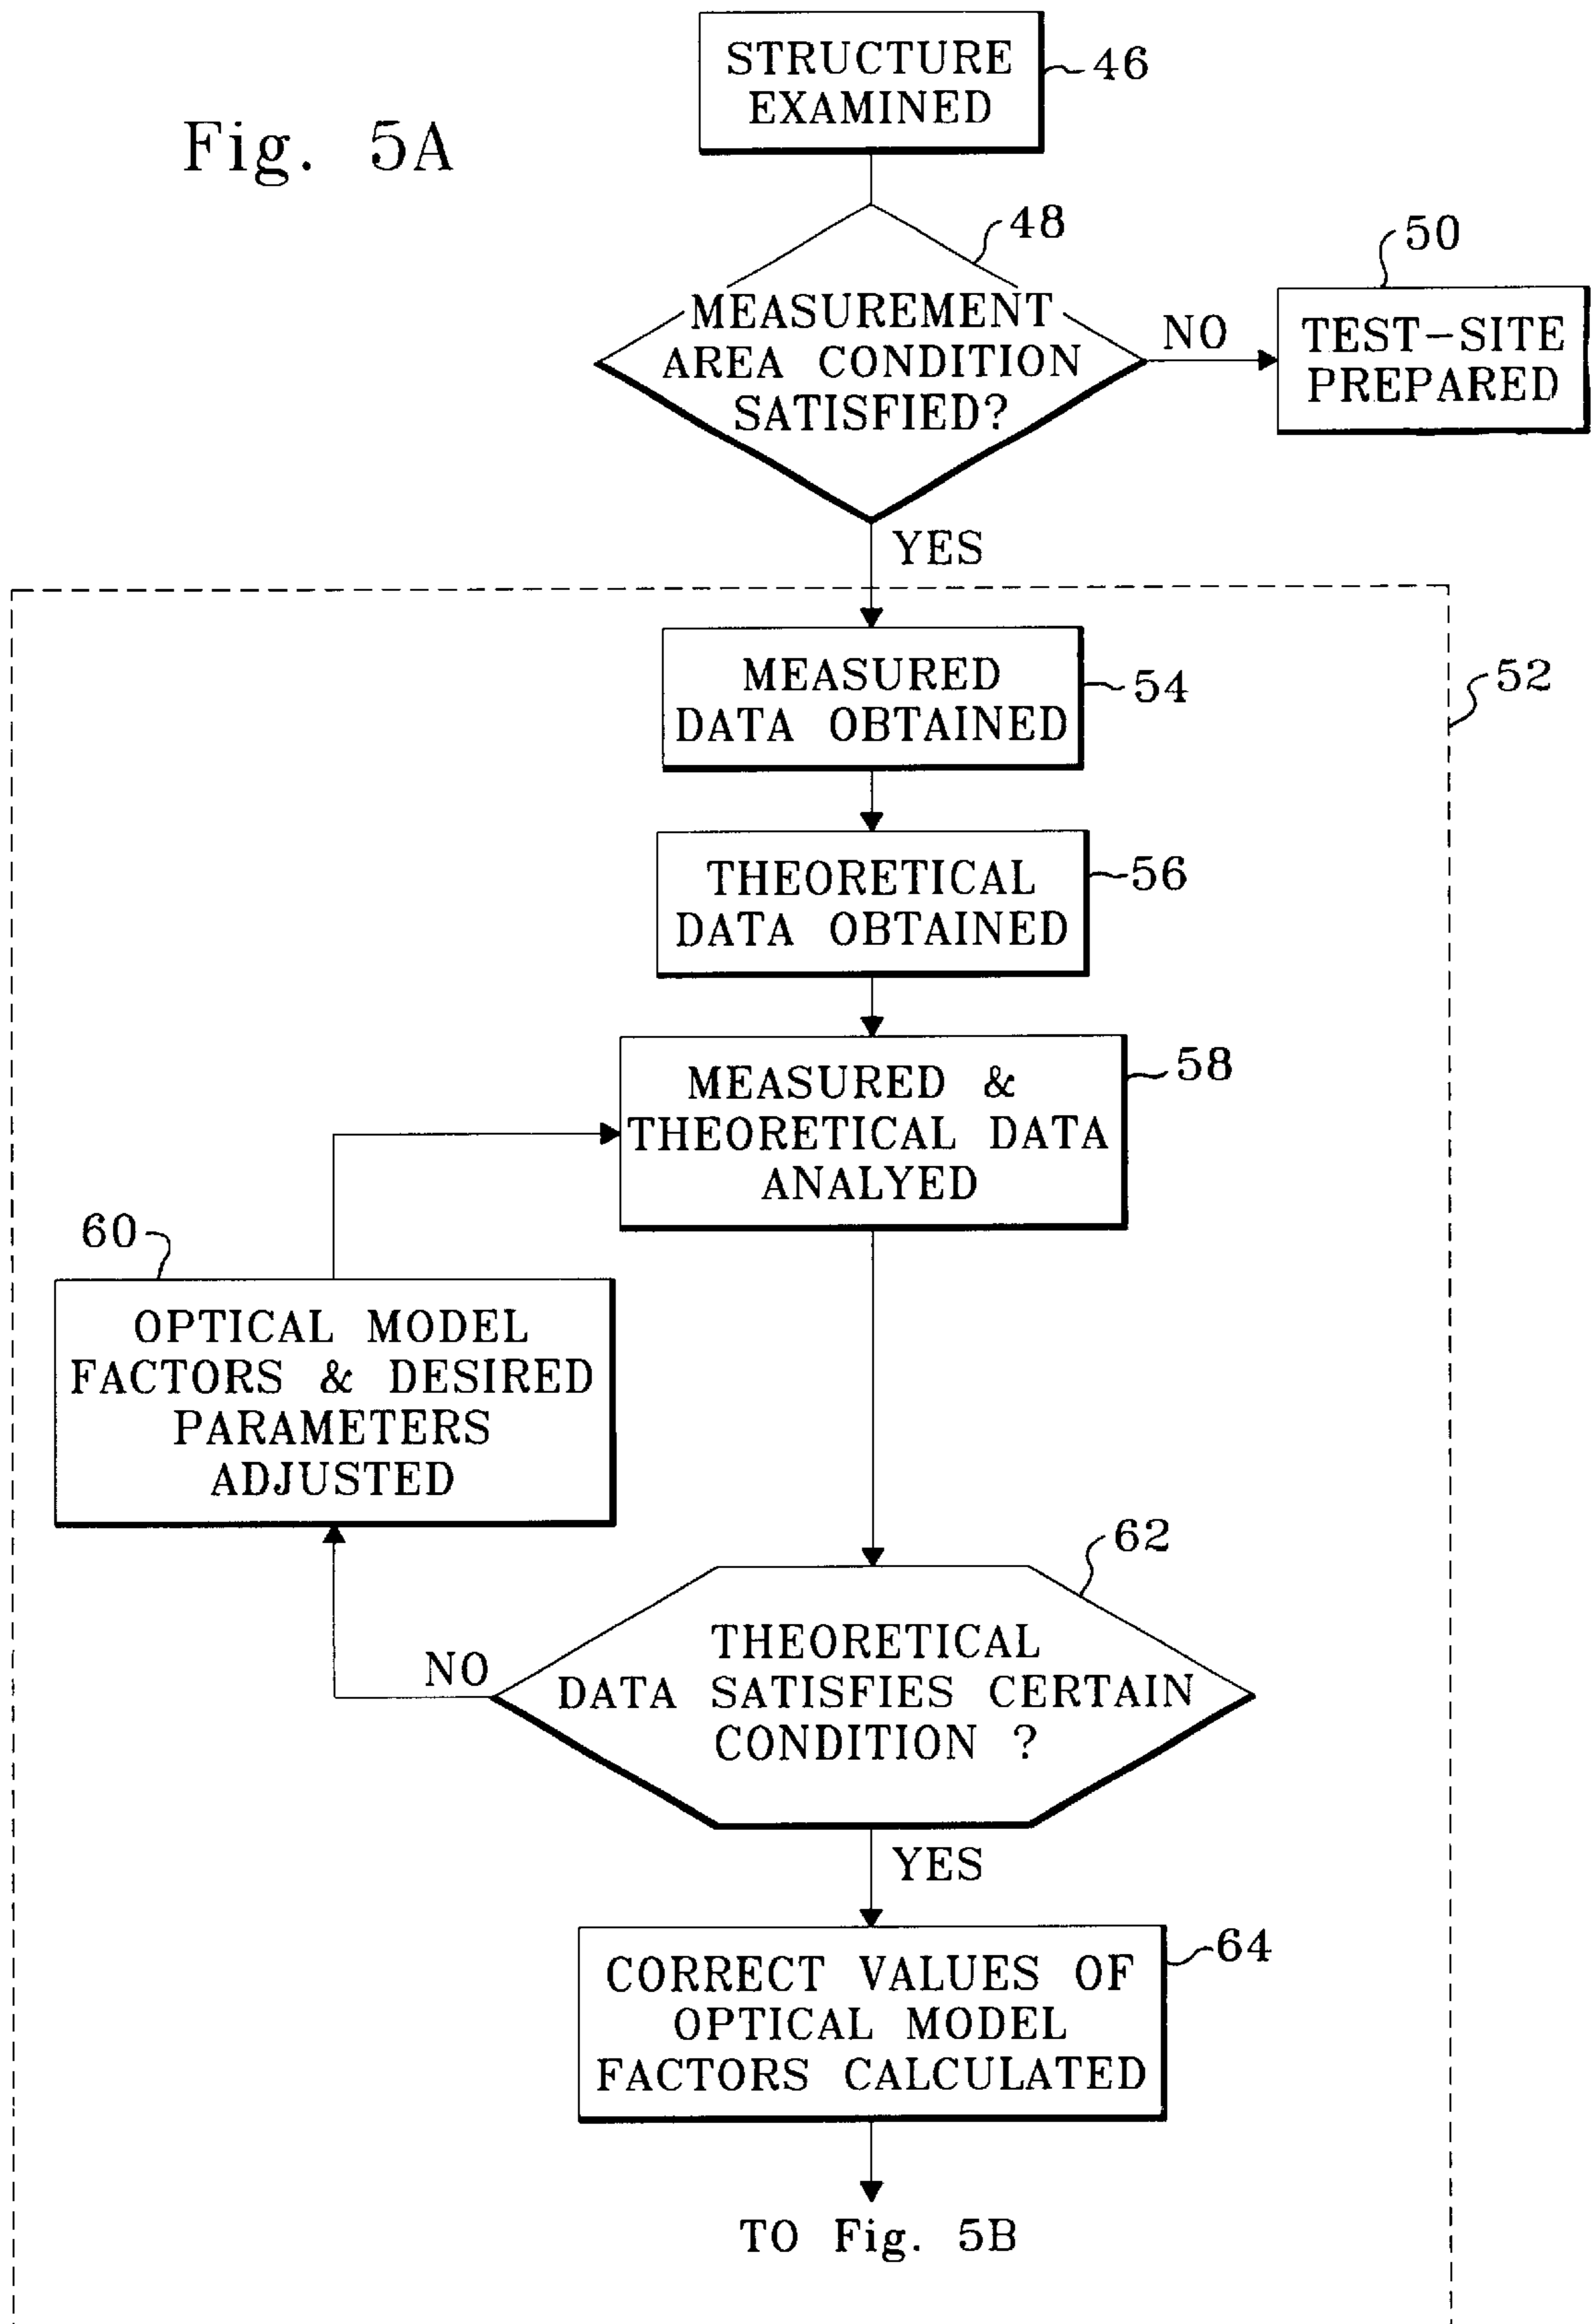 Fig. 5A
STRUCTURE
EXAMINED
46
48
MEASUREMENT
AREA CONDITION
SATISFIED?
NO
50
TEST-SITE
PREPARED
YES
52
MEASURED
DATA OBTAINED
54
THEORETICAL
DATA OBTAINED
56
MEASURED &
THEORETICAL DATA
ANALYED
58
60
OPTICAL MODEL
FACTORS & DESIRED
PARAMETERS
ADJUSTED
62
THEORETICAL
DATA SATISFIES CERTAIN
CONDITION ?
NO
YES
CORRECT VALUES OF
OPTICAL MODEL
FACTORS CALCULATED
64
TO Fig. 5B